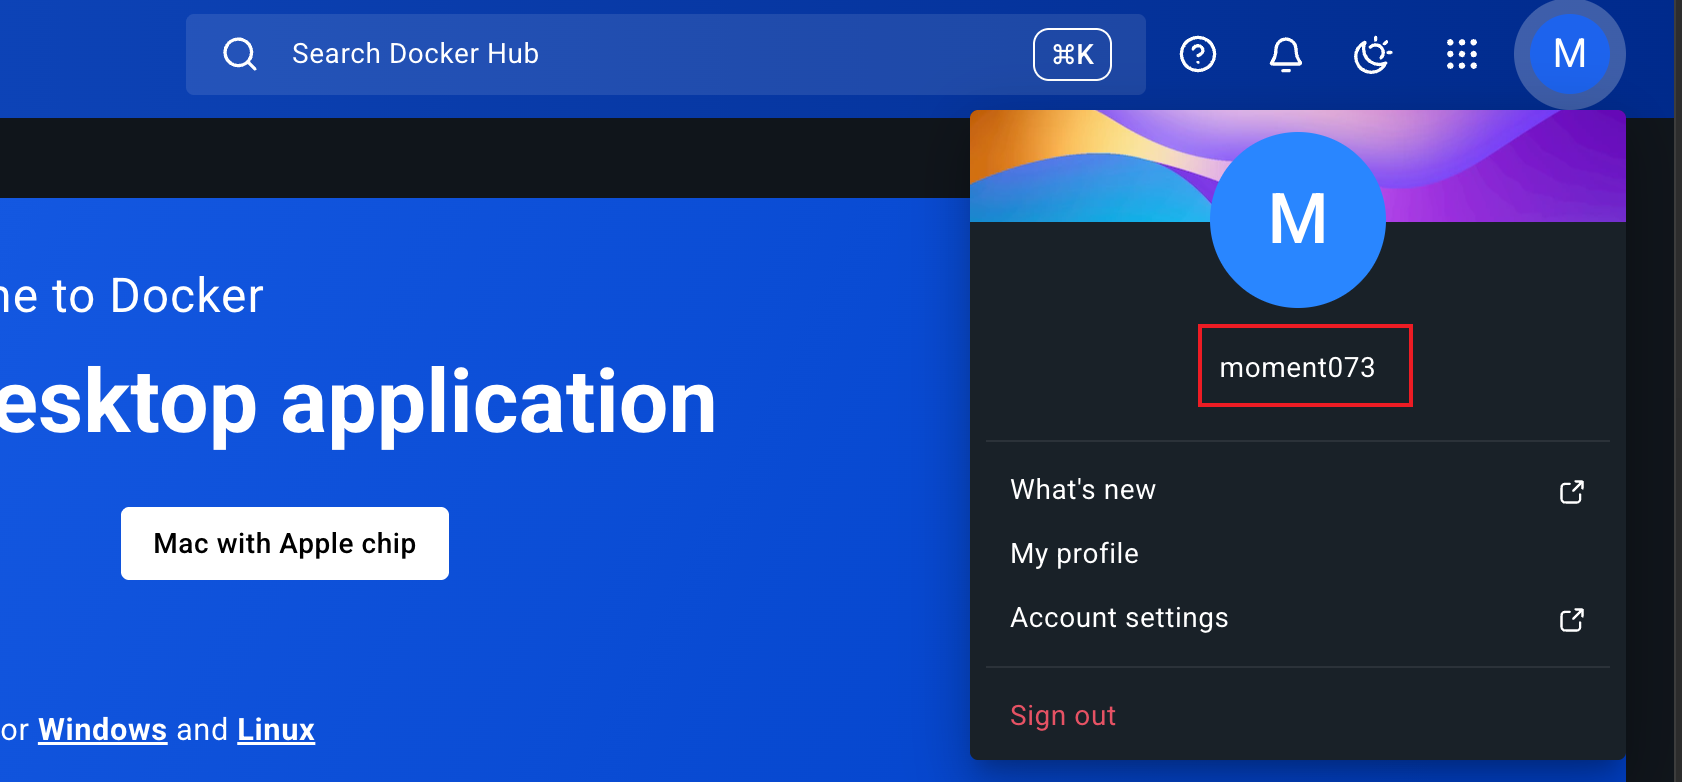 Search Docker Hub
⌘K
M
M
moment073
ne to Docker
esktop application
Mac with Apple chip
What's new
My profile
Account settings
Sign out
or Windows and Linux